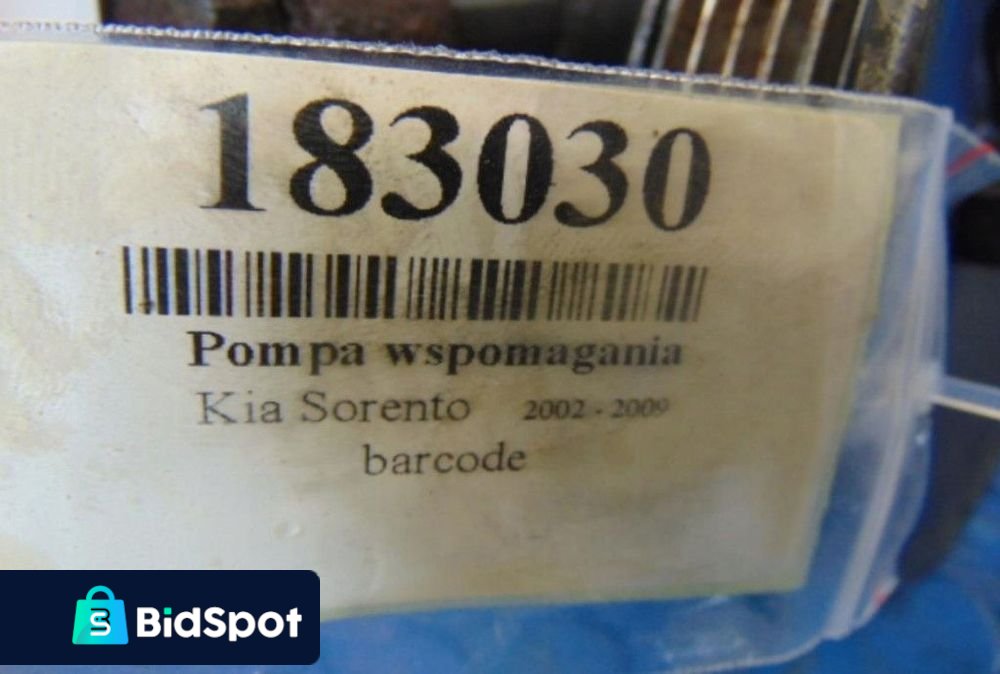 183030
Pompa wspomagania
Kia Sorento 2002 - 2009
barcode
BidSpot